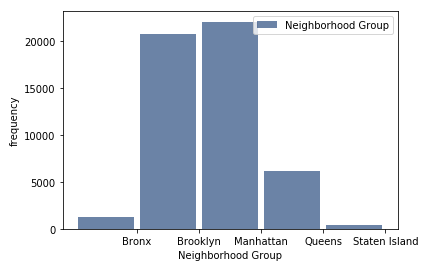 Neighborhood Group
20000
15000
10000
5000
0
frequency
Bronx Brooklyn Manhattan Queens Staten Island
Neighborhood Group